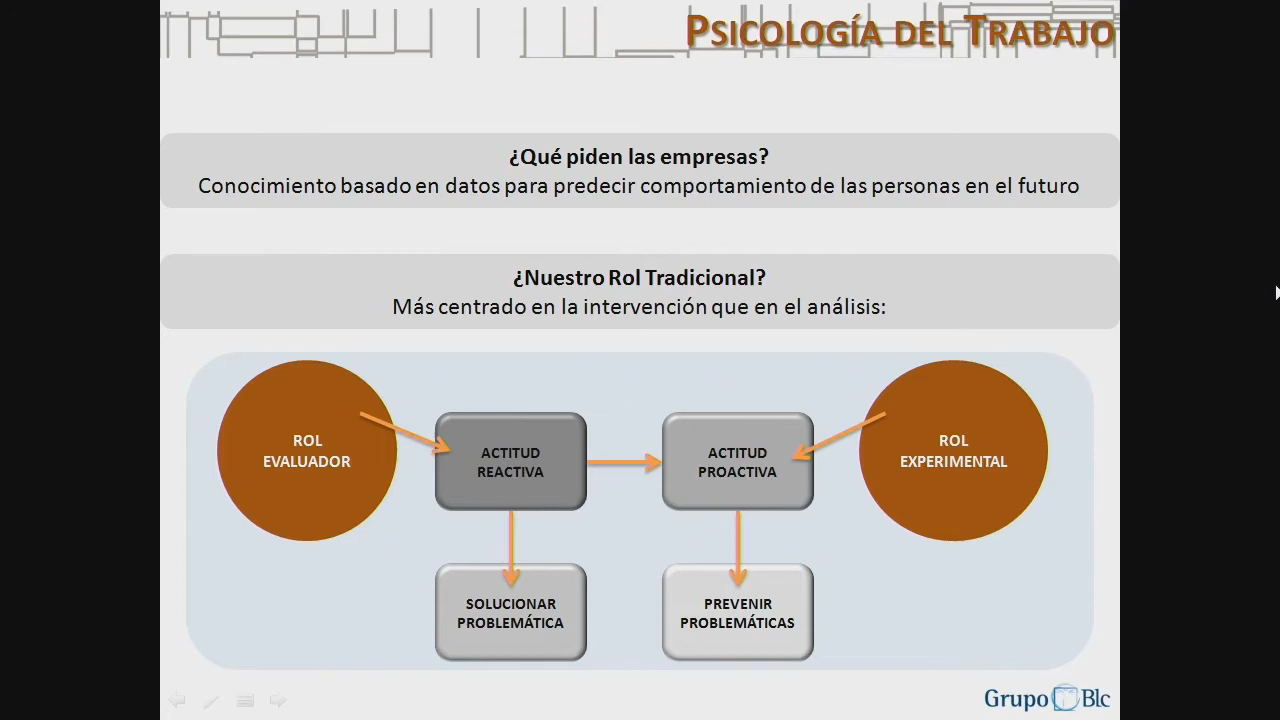 PSICOLOGÍA DEL TRABAJO
¿Qué piden las empresas?
Conocimiento basado en datos para predecir comportamiento de las personas en el futuro
¿Nuestro Rol Tradicional?
Más centrado en la intervención que en el análisis:
ROL
EVALUADOR
ACTITUD
REACTIVA
ACTITUD
PROACTIVA
ROL
EXPERIMENTAL
SOLUCIONAR
PROBLEMÁTICA
PREVENIR
PROBLEMÁTICAS
Grupo Blc